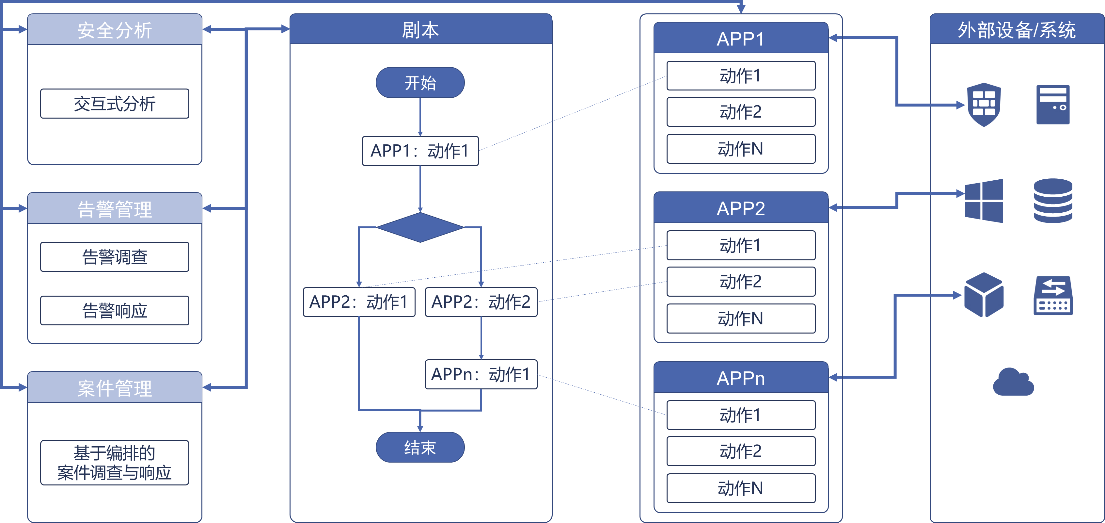 安全分析
交互式分析
告警管理
告警调查
告警响应
案件管理
基于编排的
案件调查与响应
剧本
开始
APP1：动作1
APP2：动作1
APP2：动作2
APPn：动作1
结束
APP1
动作1
动作2
动作N
APP2
动作1
动作2
动作N
APPn
动作1
动作2
动作N
外部设备/系统